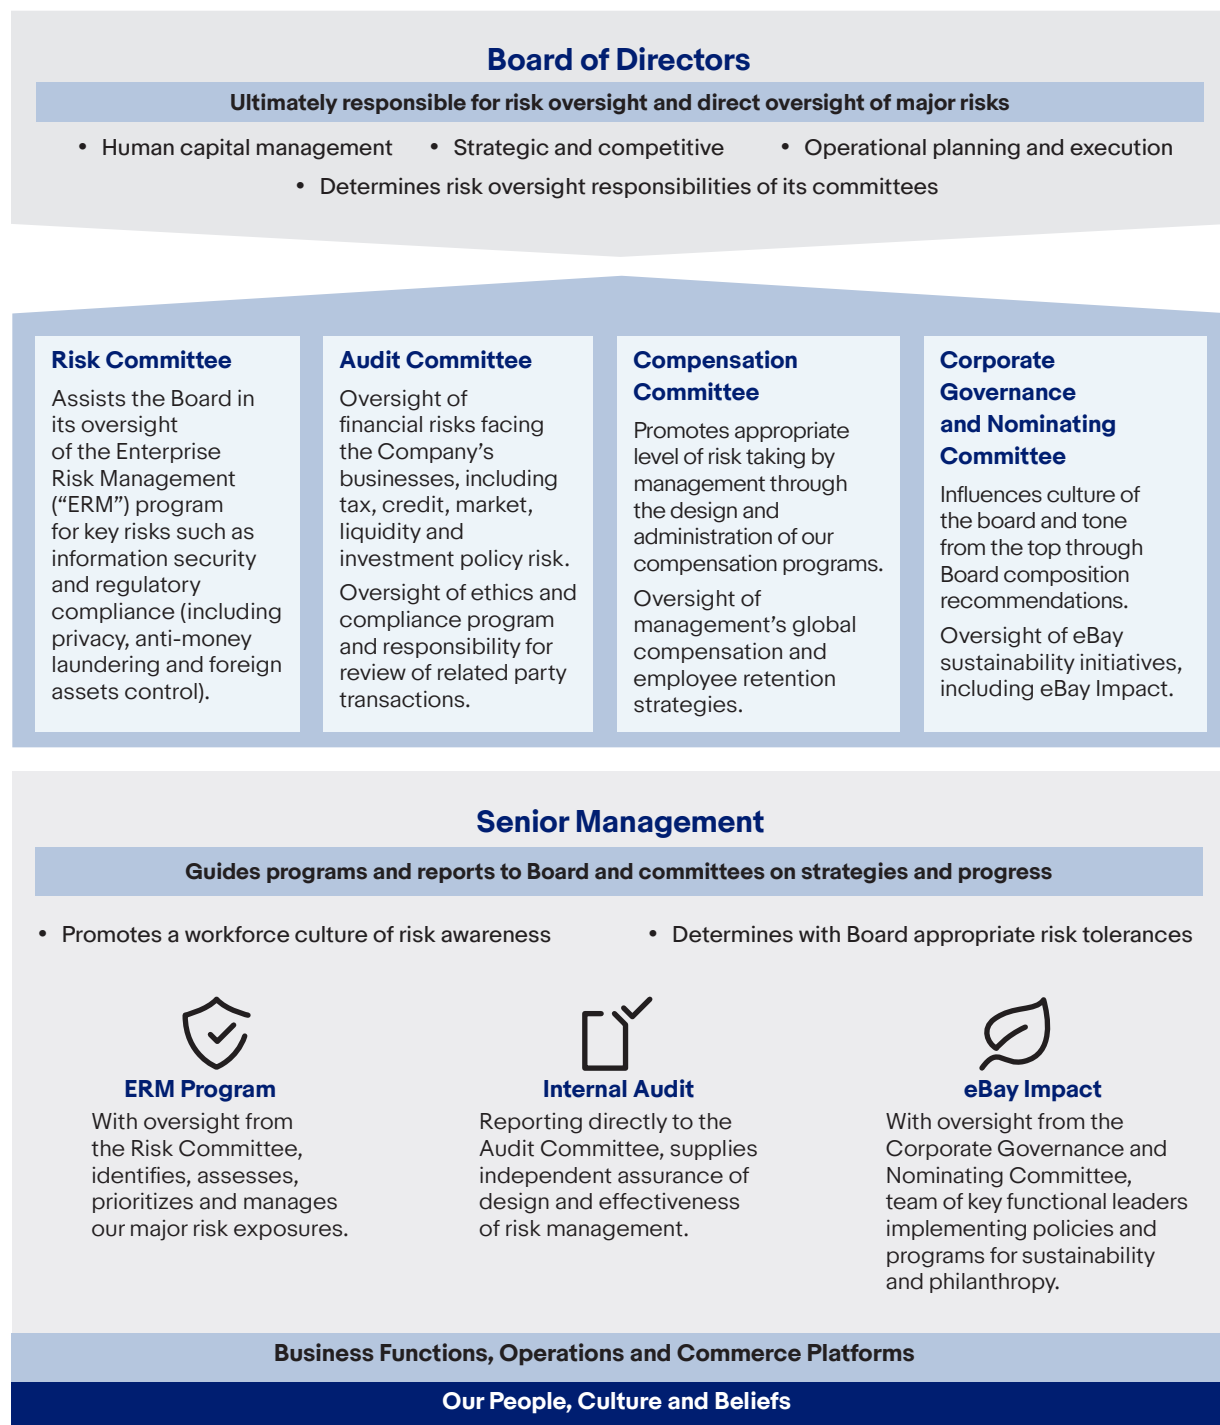 Board of Directors
Ultimately responsible for risk oversight and direct oversight of major risks
• Human capital management • Strategic and competitive • Operational planning and execution
• Determines risk oversight responsibilities of its committees
Risk Committee
Assists the Board in
its oversight
of the Enterprise
Risk Management
(“ERM”) program
for key risks such as
information security
and regulatory
compliance (including
privacy, anti-money
laundering and foreign
assets control).
Audit Committee
Oversight of
financial risks facing
the Company’s
businesses, including
tax, credit, market,
liquidity and
investment policy risk.
Oversight of ethics and
compliance program
and responsibility for
review of related party
transactions.
Compensation
Committee
Promotes appropriate
level of risk taking by
management through
the design and
administration of our
compensation programs.
Oversight of
management’s global
compensation and
employee retention
strategies.
Corporate
Governance
and Nominating
Committee
Influences culture of
the board and tone
from the top through
Board composition
recommendations.
Oversight of eBay
sustainability initiatives,
including eBay Impact.
Senior Management
Guides programs and reports to Board and committees on strategies and progress
• Promotes a workforce culture of risk awareness • Determines with Board appropriate risk tolerances
ERM Program
With oversight from
the Risk Committee,
identifies, assesses,
prioritizes and manages
our major risk exposures.
Internal Audit
Reporting directly to the
Audit Committee, supplies
independent assurance of
design and effectiveness
of risk management.
eBay Impact
With oversight from the
Corporate Governance and
Nominating Committee,
team of key functional leaders
implementing policies and
programs for sustainability
and philanthropy.
Business Functions, Operations and Commerce Platforms
Our People, Culture and Beliefs